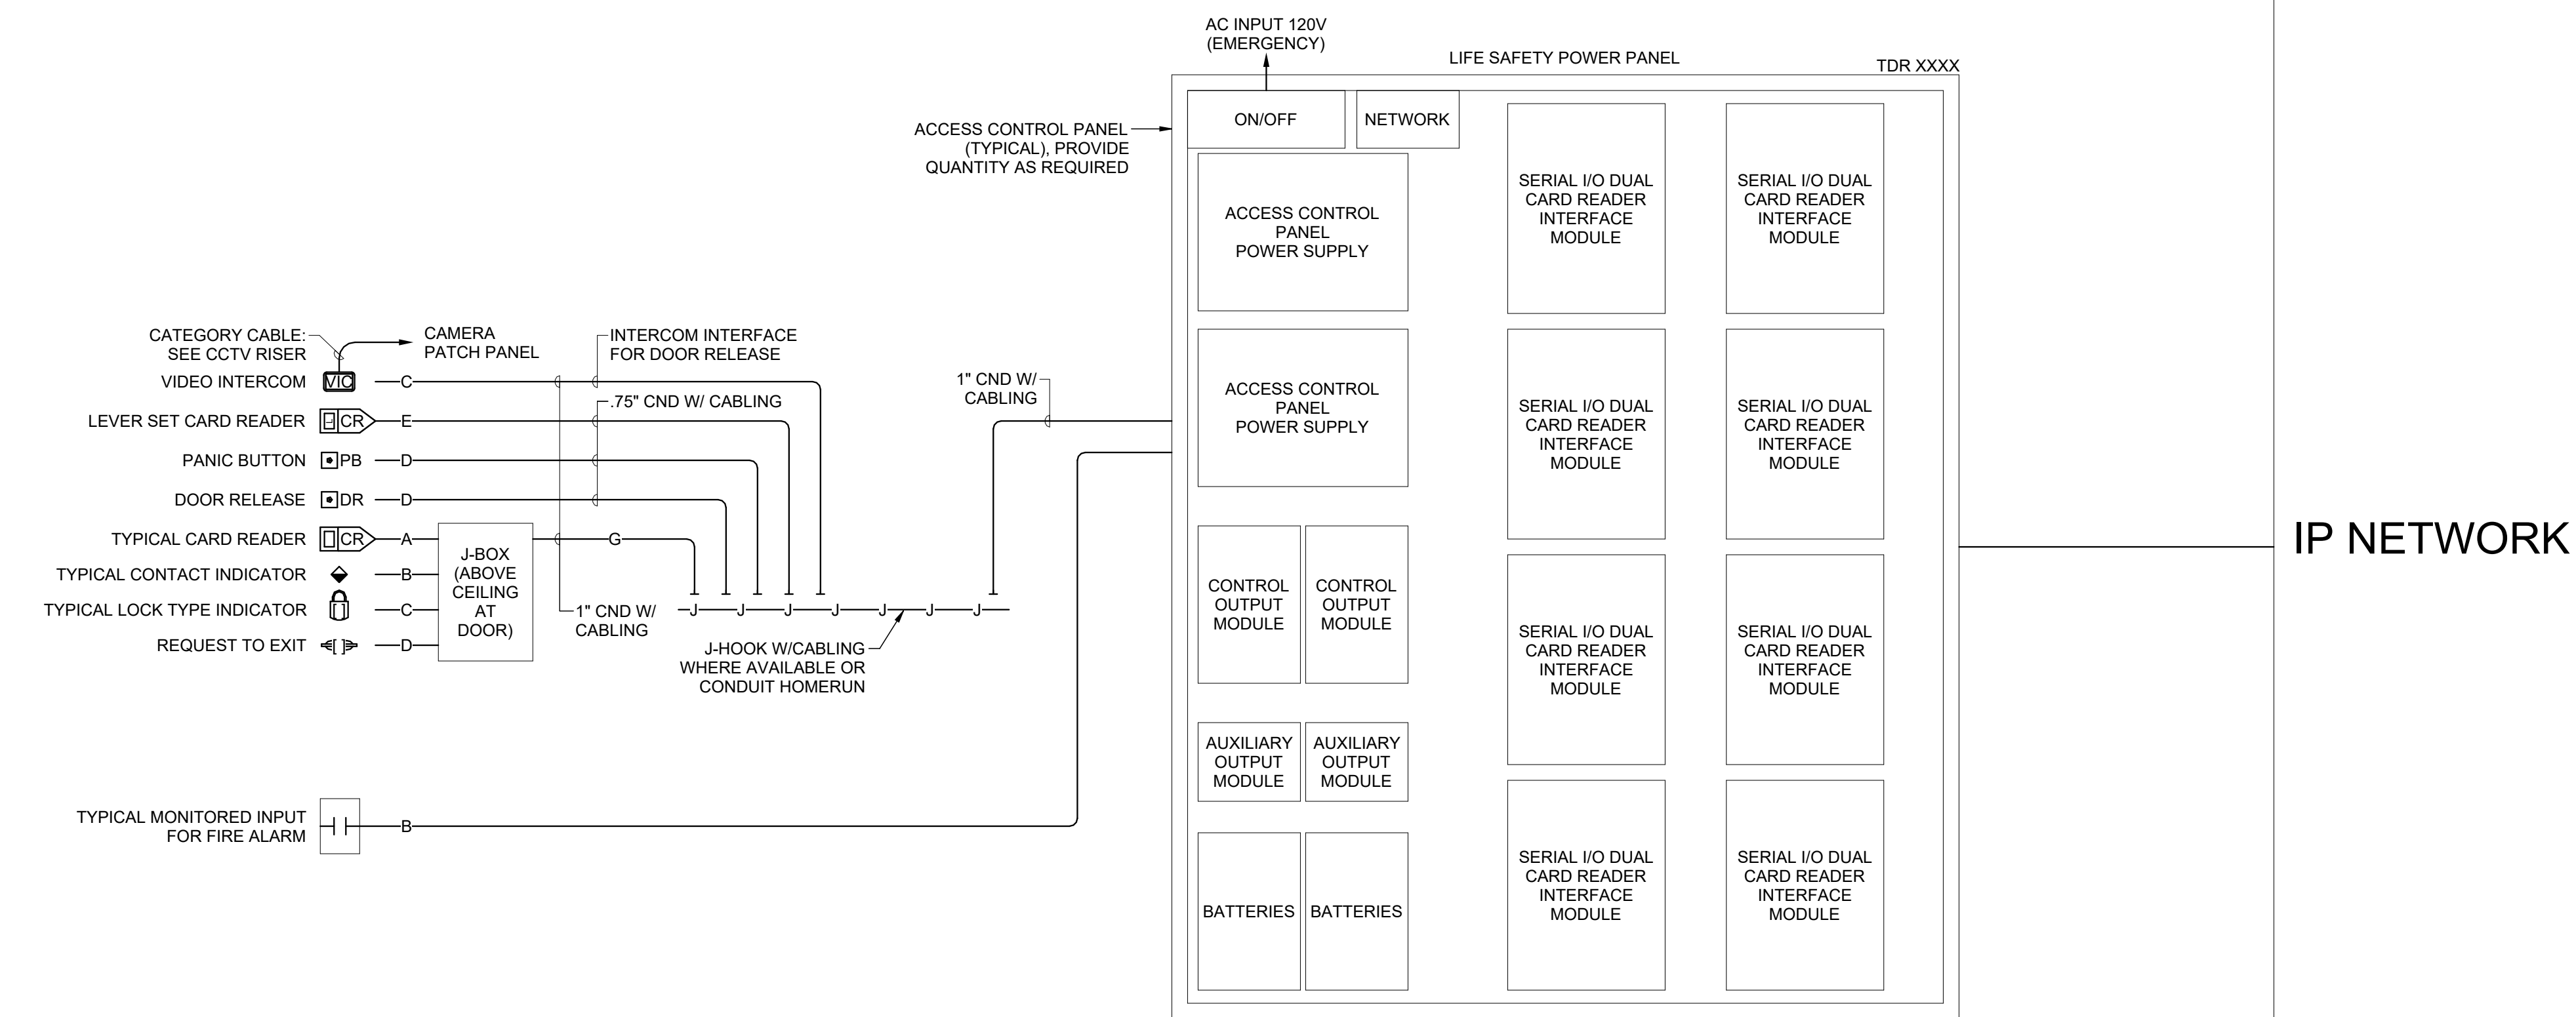 AC INPUT 120V
(EMERGENCY)
LIFE SAFETY POWER PANEL
TDR XXXX
ACCESS CONTROL PANEL
(TYPICAL), PROVIDE
QUANTITY AS REQUIRED
ON/OFF
NETWORK
ACCESS CONTROL
PANEL
POWER SUPPLY
SERIAL I/O DUAL
CARD READER
INTERFACE
MODULE
SERIAL I/O DUAL
CARD READER
INTERFACE
MODULE
CATEGORY CABLE:
SEE CCTV RISER
CAMERA
PATCH PANEL
INTERCOM INTERFACE
FOR DOOR RELEASE
VIDEO INTERCOM
VIC
C
.75" CND W/ CABLING
LEVER SET CARD READER
CR
E
PANIC BUTTON
PB
D
DOOR RELEASE
DR
D
TYPICAL CARD READER
CR
A
TYPICAL CONTACT INDICATOR
B
TYPICAL LOCK TYPE INDICATOR
C
REQUEST TO EXIT
D
J-BOX
(ABOVE
CEILING
AT
DOOR)
G
1" CND W/
CABLING
J
J
J
J
J
J
J
J-HOOK W/CABLING
WHERE AVAILABLE OR
CONDUIT HOMERUN
1" CND W/
CABLING
TYPICAL MONITORED INPUT
FOR FIRE ALARM
B
ACCESS CONTROL
PANEL
POWER SUPPLY
SERIAL I/O DUAL
CARD READER
INTERFACE
MODULE
SERIAL I/O DUAL
CARD READER
INTERFACE
MODULE
CONTROL
OUTPUT
MODULE
CONTROL
OUTPUT
MODULE
SERIAL I/O DUAL
CARD READER
INTERFACE
MODULE
SERIAL I/O DUAL
CARD READER
INTERFACE
MODULE
AUXILIARY
OUTPUT
MODULE
AUXILIARY
OUTPUT
MODULE
BATTERIES
BATTERIES
SERIAL I/O DUAL
CARD READER
INTERFACE
MODULE
SERIAL I/O DUAL
CARD READER
INTERFACE
MODULE
IP NETWORK